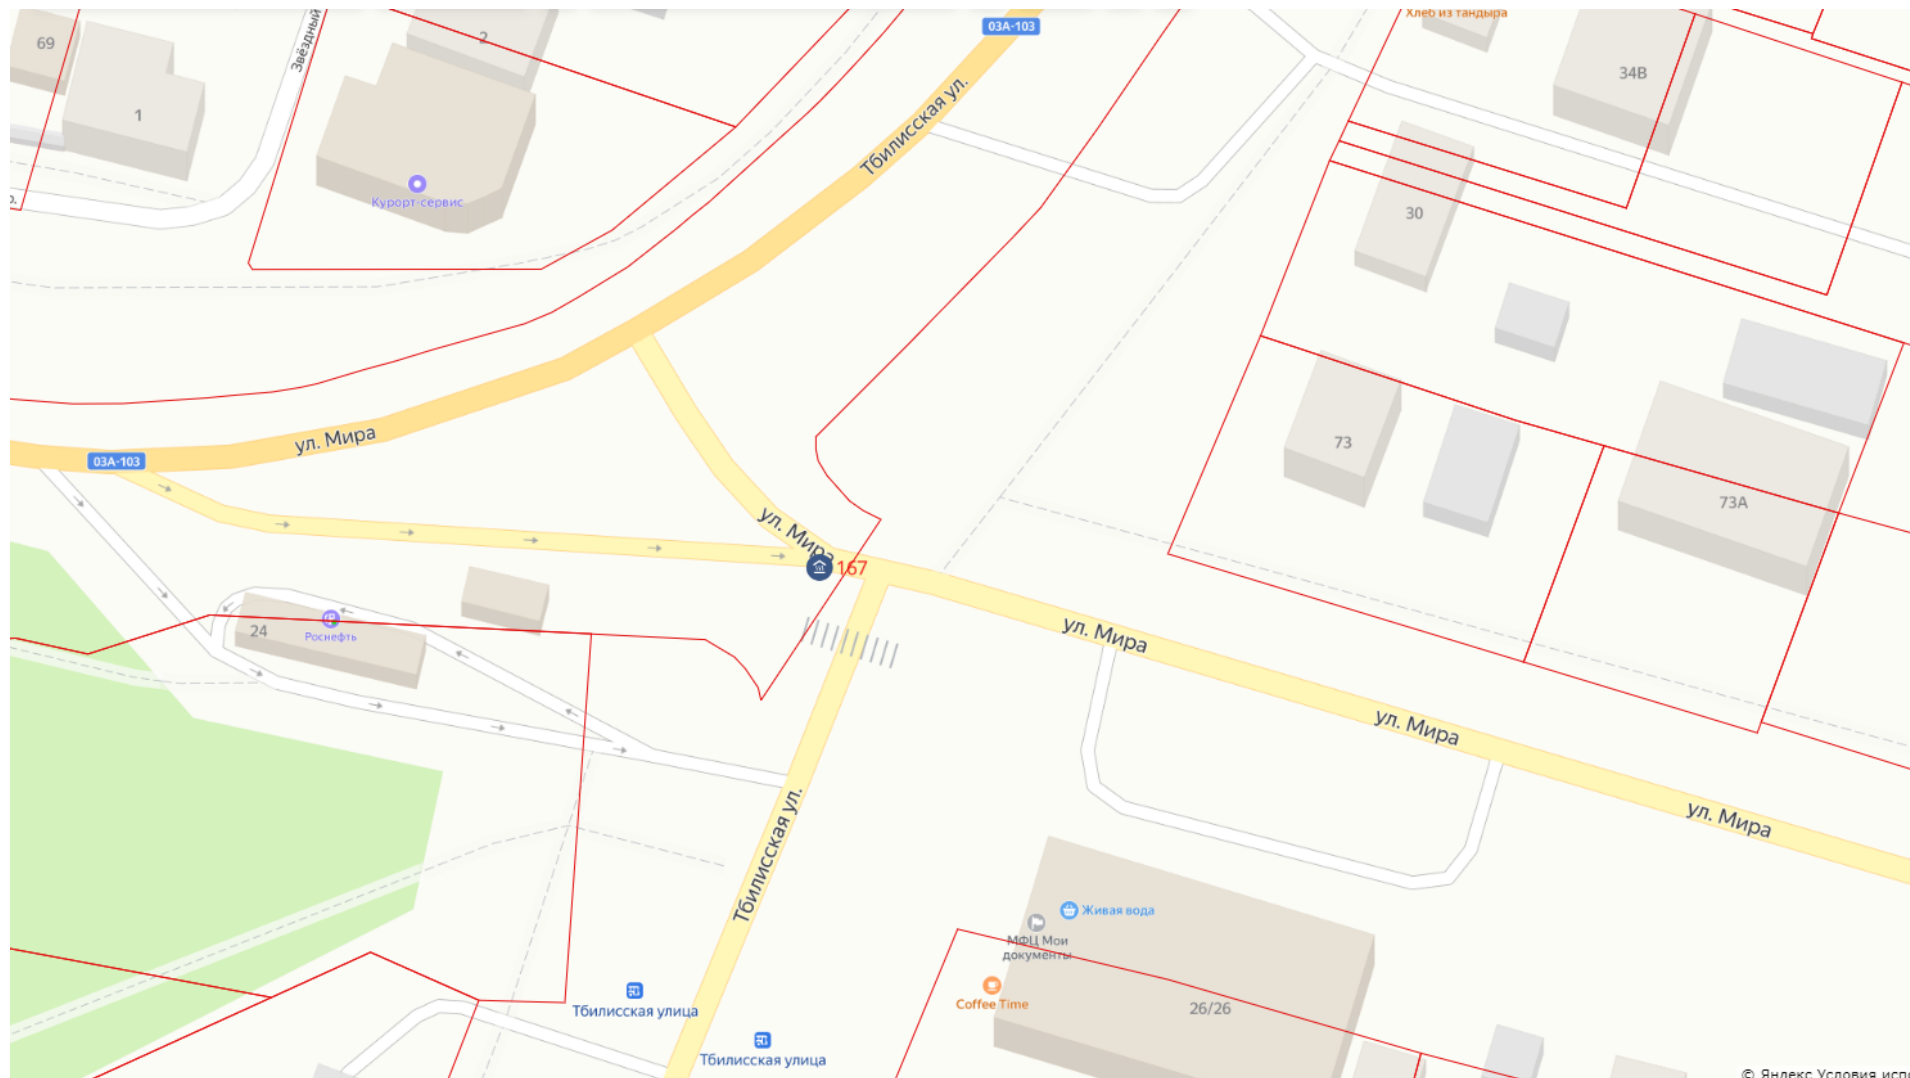 Хлеб из тандыра
03А-103
69
2
Звёздный
34В
1
Тбилисская ул.
Курорт-сервис
30
ул. Мира
73
03А-103
73А
ул. Мира
167
24
Роснефть
ул. Мира
ул. Мира
ул. Мира
Тбилисская ул.
Живая вода
МФЦ Мои
документы
Coffee Time
26/26
Тбилисская улица
Тбилисская улица
© Яндекс Условия испо